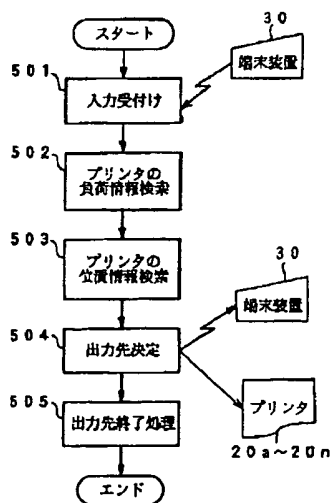 スタート
30
501
端末装置
入力受付け
502
プリンタの
負荷情報検索
503
プリンタの
位置情報検索
30
504
端末装置
出力先決定
505
プリンタ
出力先終了処理
20a~20n
エンド